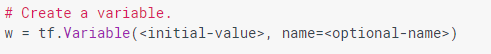 # Create a variable.
w = tf.Variable(<initial-value>, name=<optional-name>)